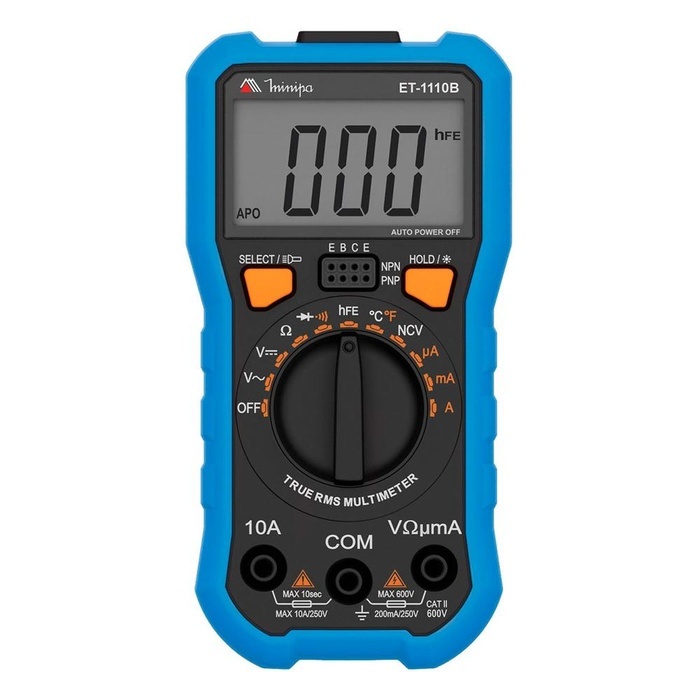 minipa ET-1110B
000 hFE
APO
AUTO POWER OFF
E B C E
SELECT / HOLD / ☀
NPN
PNP
hFE
°C °F
Ω NCV
V⎓ µA
V~ mA
OFF A
TRUE RMS MULTIMETER
10A COM VΩµmA
MAX 10sec MAX 600V
MAX 10A/250V 200mA/250V
CAT II
600V